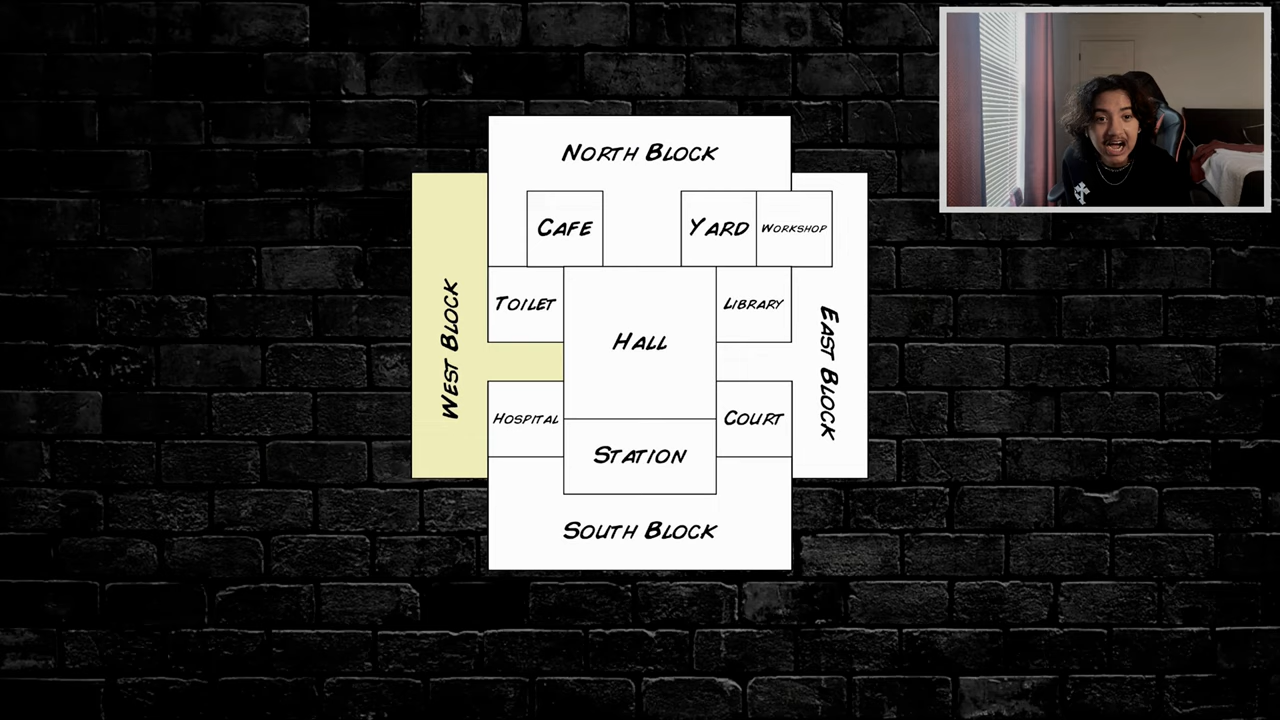 NORTH BLOCK
CAFE
YARD
WORKSHOP
TOILET
LIBRARY
HALL
WEST BLOCK
EAST BLOCK
HOSPITAL
COURT
STATION
SOUTH BLOCK